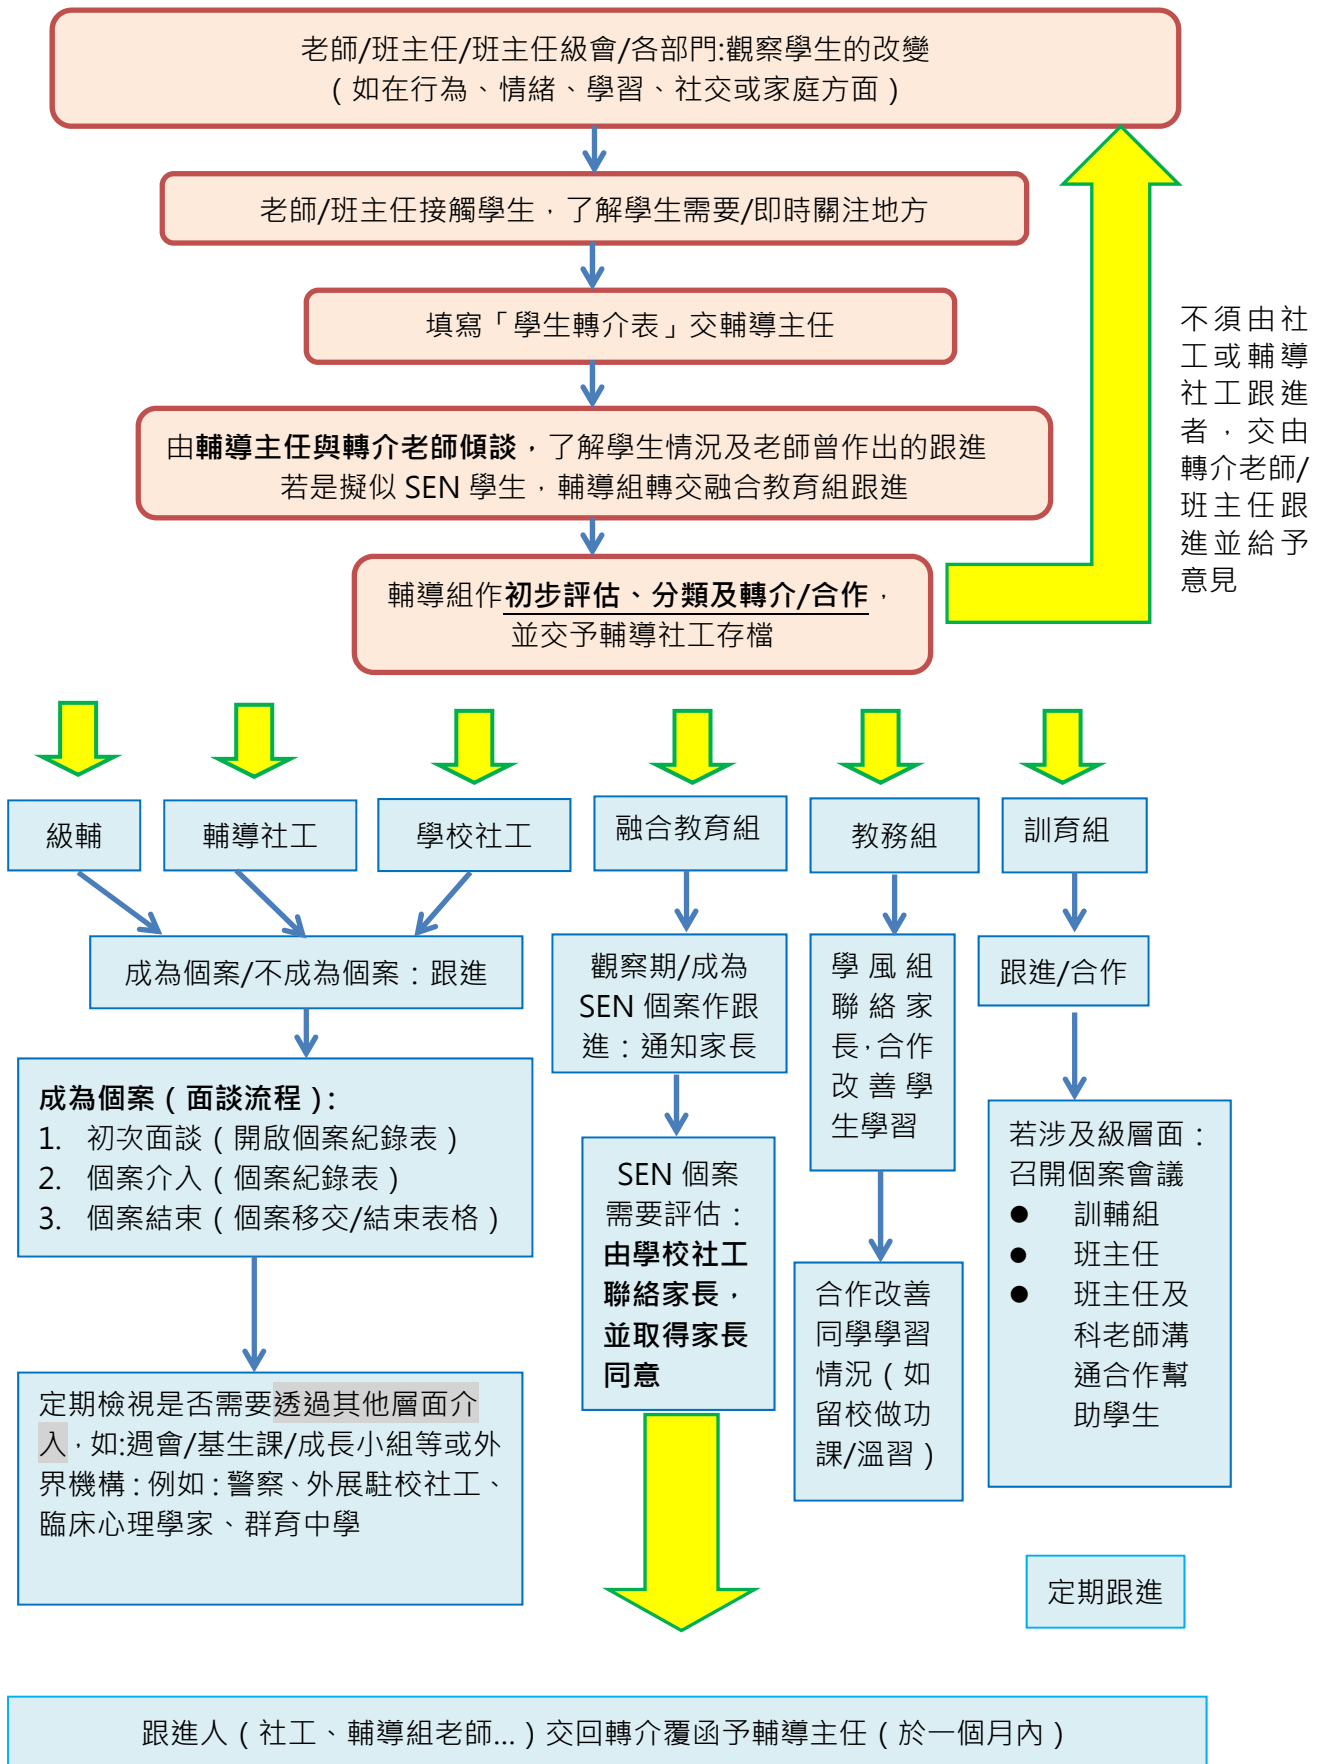 老師/班主任/班主任級會/各部門:觀察學生的改變
（如在行為、情緒、學習、社交或家庭方面）
老師/班主任接觸學生，了解學生需要/即時關注地方
填寫「學生轉介表」交輔導主任
由輔導主任與轉介老師傾談，了解學生情況及老師曾作出的跟進
若是擬似 SEN 學生，輔導組轉交融合教育組跟進
輔導組作初步評估、分類及轉介/合作，
並交予輔導社工存檔
不須由社
工或輔導
社工跟進
者，交由
轉介老師/
班主任跟
進並給予
意見
級輔
輔導社工
學校社工
融合教育組
教務組
訓育組
成為個案/不成為個案：跟進
觀察期/成為
SEN 個案作跟
進：通知家長
學風組
聯絡家
長，合作
改善學
生學習
跟進/合作
成為個案（面談流程）：
1. 初次面談（開啟個案紀錄表）
2. 個案介入（個案紀錄表）
3. 個案結束（個案移交/結束表格）
SEN 個案
需要評估：
由學校社工
聯絡家長，
並取得家長
同意
合作改善
同學學習
情況（如
留校做功
課/溫習）
若涉及級層面：
召開個案會議
● 訓輔組
● 班主任
● 班主任及
科老師溝
通合作幫
助學生
定期檢視是否需要透過其他層面介
入，如:週會/基生課/成長小組等或外
界機構：例如：警察、外展駐校社工、
臨床心理學家、群育中學
定期跟進
跟進人（社工、輔導組老師...）交回轉介覆函予輔導主任（於一個月內）